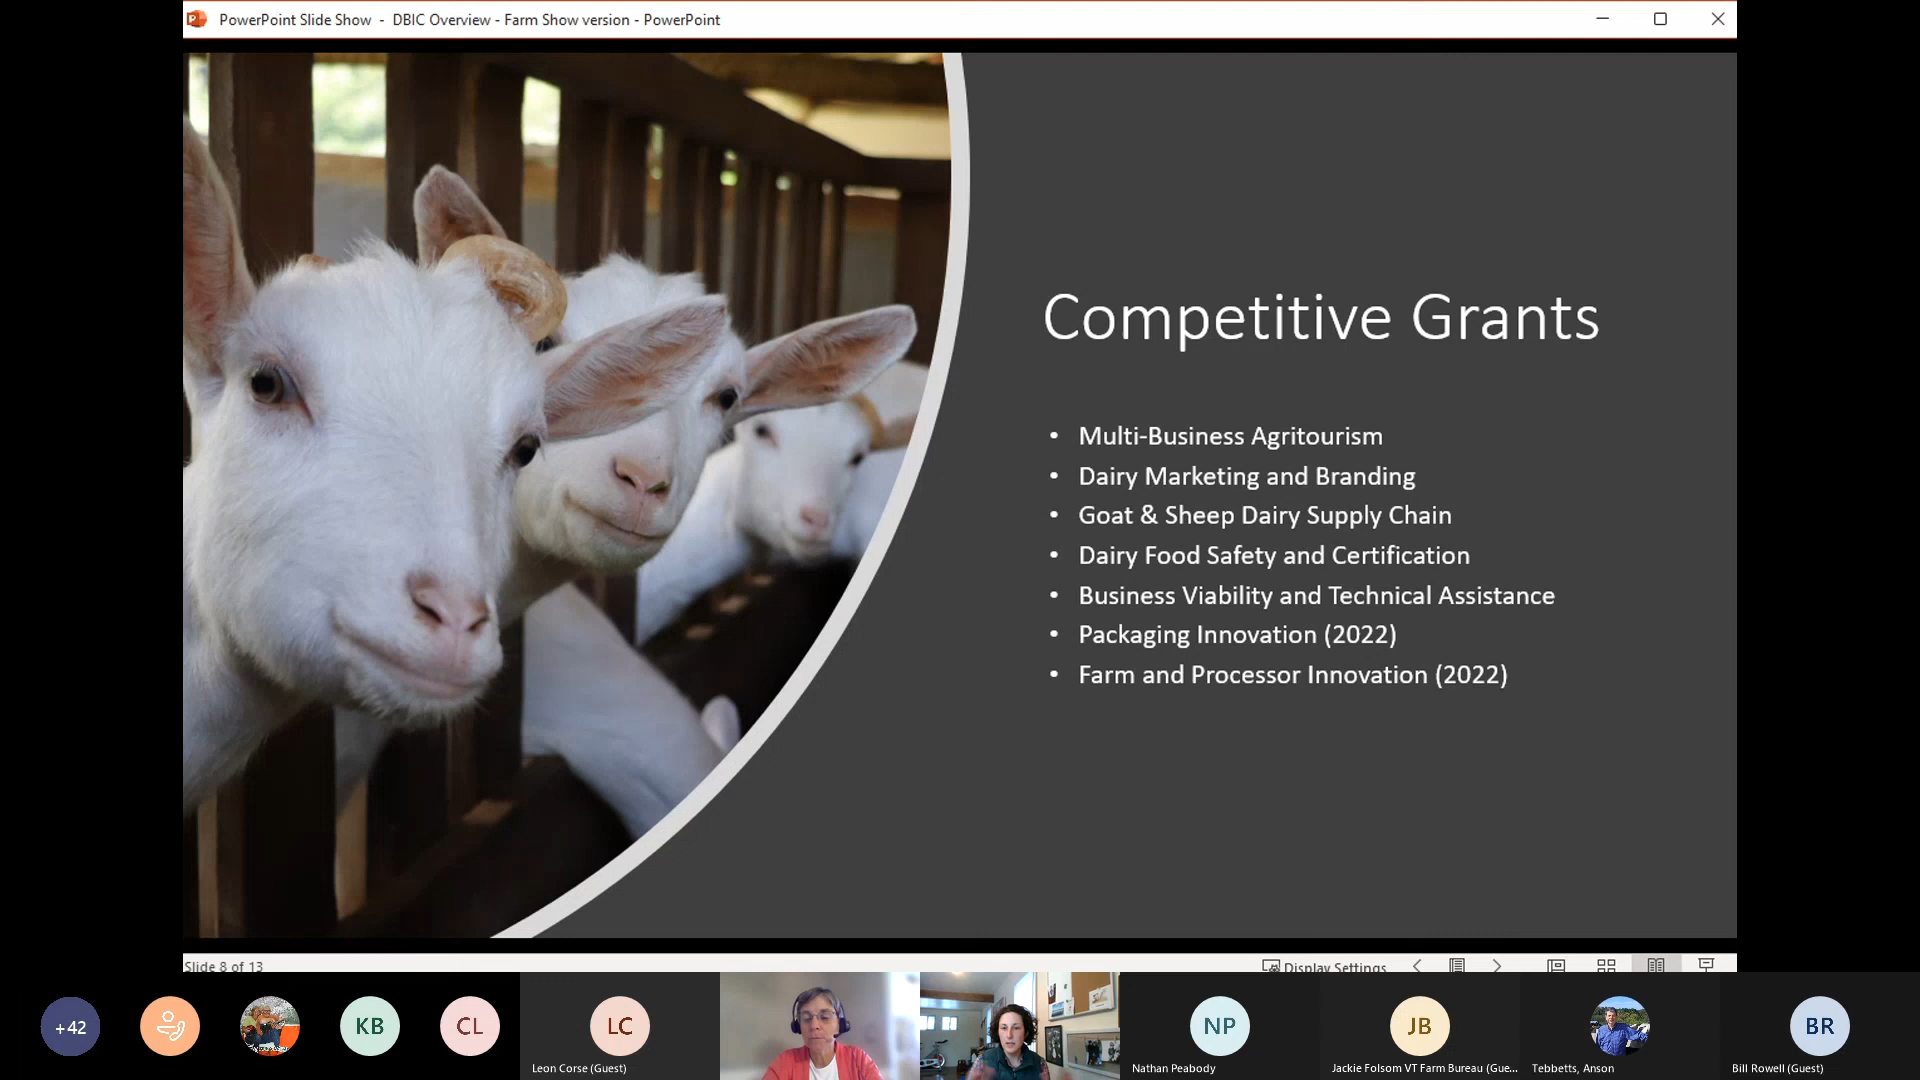 PowerPoint Slide Show - DBIC Overview - Farm Show version - PowerPoint
Competitive Grants
• Multi-Business Agritourism
• Dairy Marketing and Branding
• Goat & Sheep Dairy Supply Chain
• Dairy Food Safety and Certification
• Business Viability and Technical Assistance
• Packaging Innovation (2022)
• Farm and Processor Innovation (2022)
Slide 8 of 13
Display Settings
+42
KB
CL
LC
NP
JB
BR
Leon Corse (Guest)
Nathan Peabody
Jackie Folsom VT Farm Bureau (Gue...
Tebbetts, Anson
Bill Rowell (Guest)